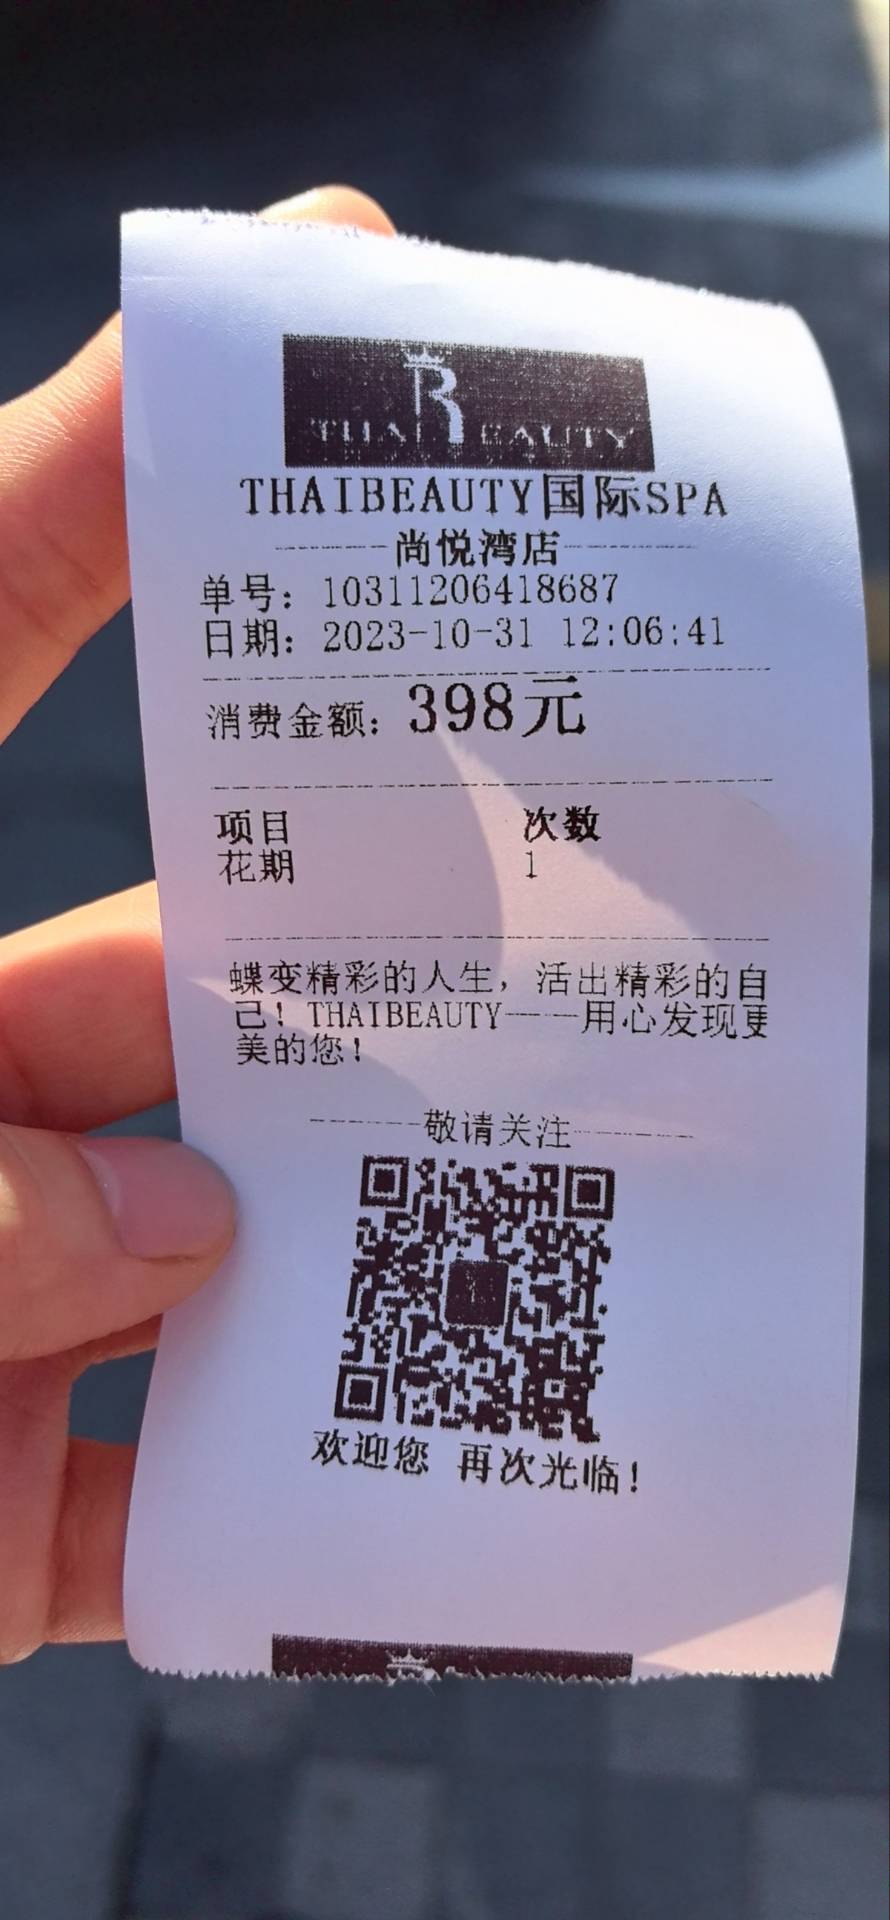 THAI BEAUTY
THAIBEAUTY国际SPA
尚悦湾店
单号: 10311206418687
日期: 2023-10-31 12:06:41
消费金额: 398元
项目 次数
花期 1
蝶变精彩的人生，活出精彩的自
己！THAIBEAUTY——用心发现更
美的您！
敬请关注
欢迎您 再次光临！